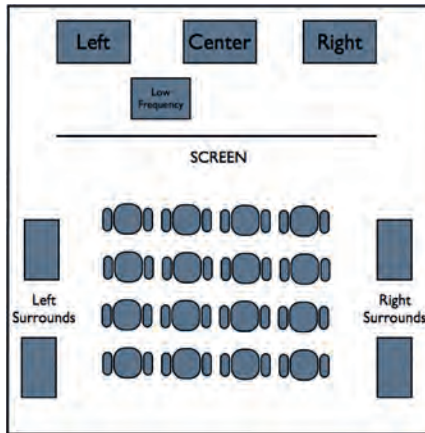 Left
Center
Right
Low
Frequency
SCREEN
Left
Surrounds
Right
Surrounds